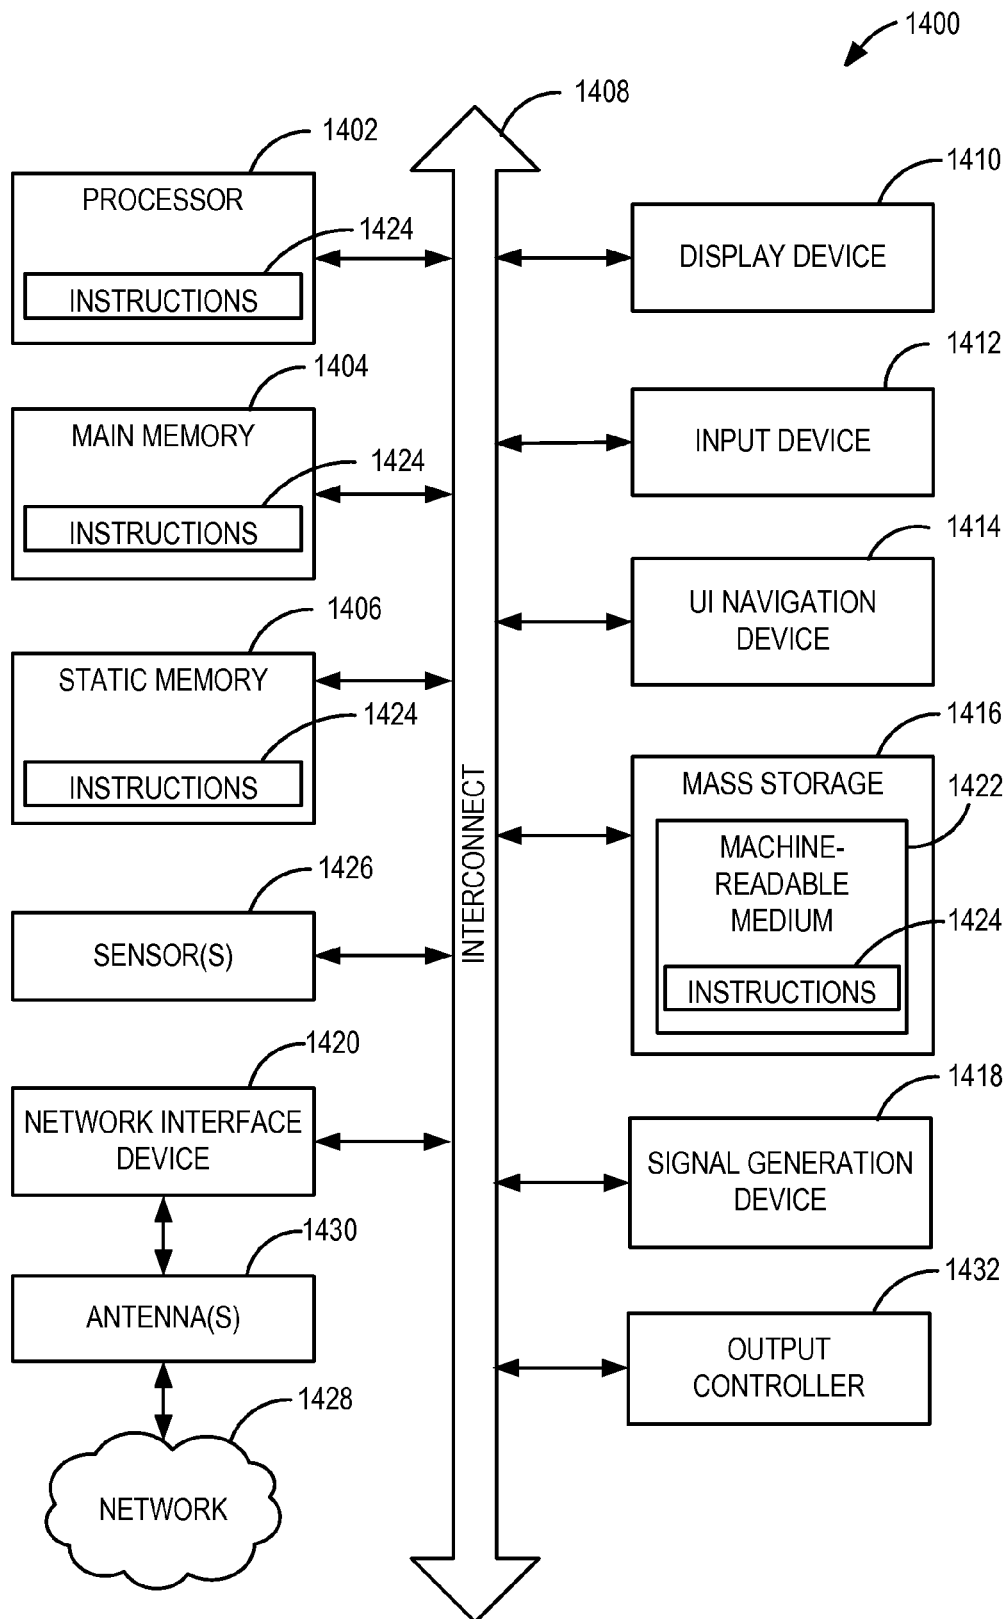 1400
1408
1402
PROCESSOR
1424
INSTRUCTIONS
1404
MAIN MEMORY
1424
INSTRUCTIONS
1406
STATIC MEMORY
1424
INSTRUCTIONS
1426
SENSOR(S)
1420
NETWORK INTERFACE
DEVICE
1430
ANTENNA(S)
1428
NETWORK
INTERCONNECT
1410
DISPLAY DEVICE
1412
INPUT DEVICE
1414
UI NAVIGATION
DEVICE
1416
MASS STORAGE
1422
MACHINE-
READABLE
MEDIUM
1424
INSTRUCTIONS
1418
SIGNAL GENERATION
DEVICE
1432
OUTPUT
CONTROLLER